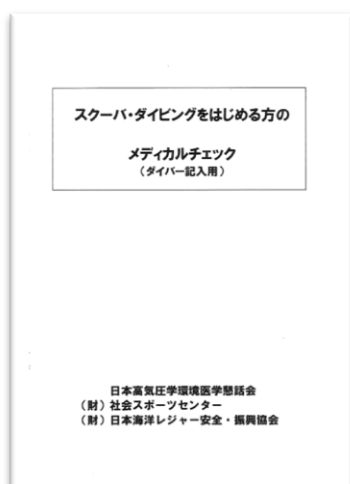 スクーバ・ダイビングをはじめる方の
メディカルチェック
（ダイバー記入用）
日本高気圧学環境医学懇話会
（財）社会スポーツセンター
（財）日本海洋レジャー安全・振興協会